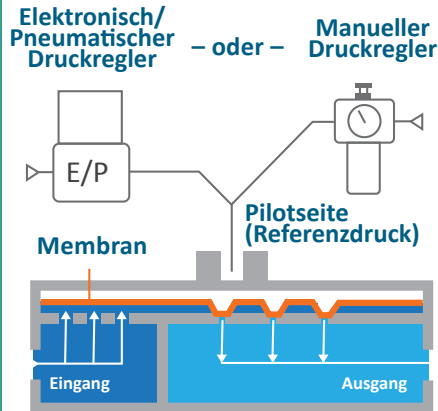 Elektronisch/
Pneumatischer
Druckregler
– oder –
Manueller
Druckregler
E/P
Pilotseite
(Referenzdruck)
Membran
Eingang
Ausgang